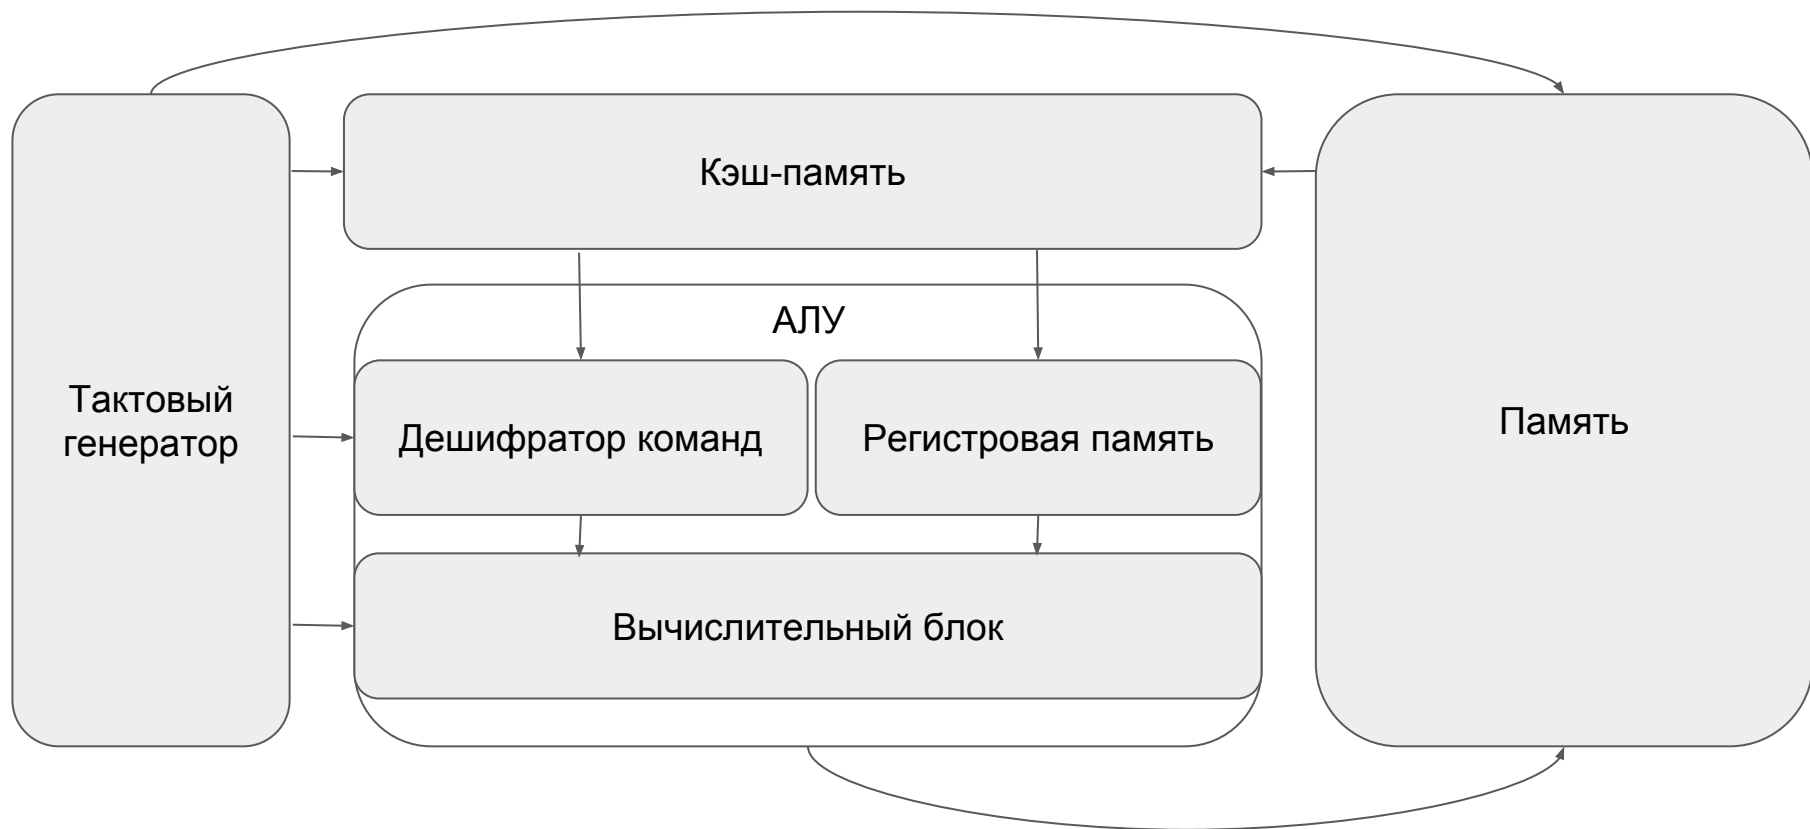 Кэш-память
АЛУ
Тактовый
генератор
Дешифратор команд
Регистровая память
Память
Вычислительный блок